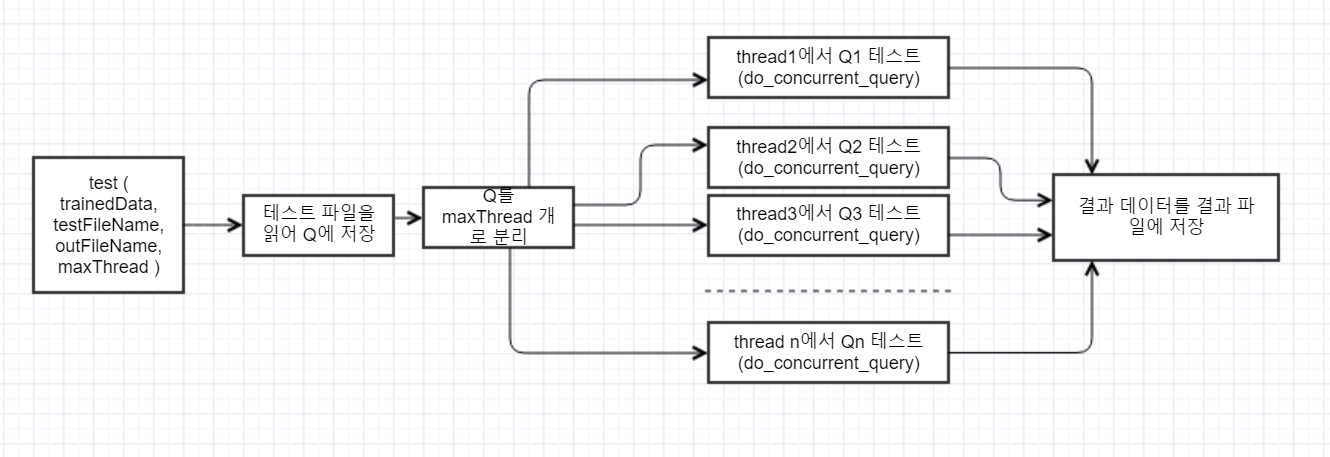 test (
trainedData,
testFileName,
outFileName,
maxThread )
테스트 파일을
읽어 Q에 저장
Q를
maxThread 개
로 분리
thread1에서 Q1 테스트
(do_concurrent_query)
thread2에서 Q2 테스트
(do_concurrent_query)
thread3에서 Q3 테스트
(do_concurrent_query)
thread n에서 Qn 테스트
(do_concurrent_query)
결과 데이터를 결과 파
일에 저장